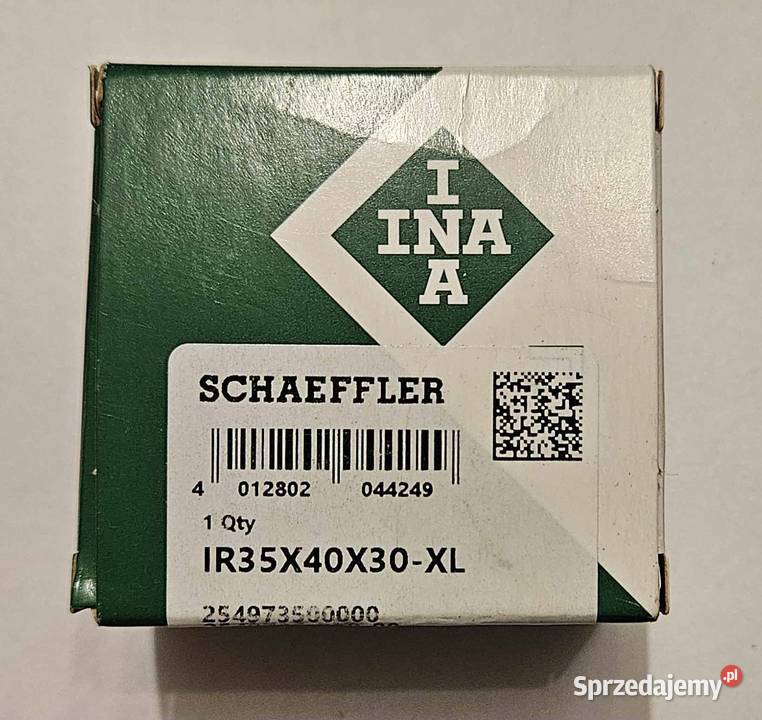 I
INA
A
SCHAEFFLER
4 012802 044249
1 Qty
IR35X40X30-XL
254973500000
Sprzedajemy.pl